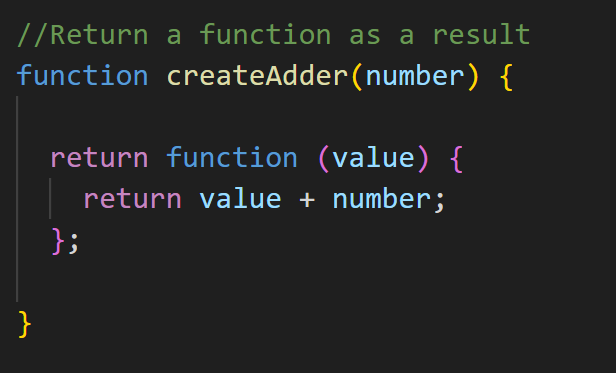 //Return a function as a result
function createAdder(number) {
return function (value) {
return value + number;
};
}